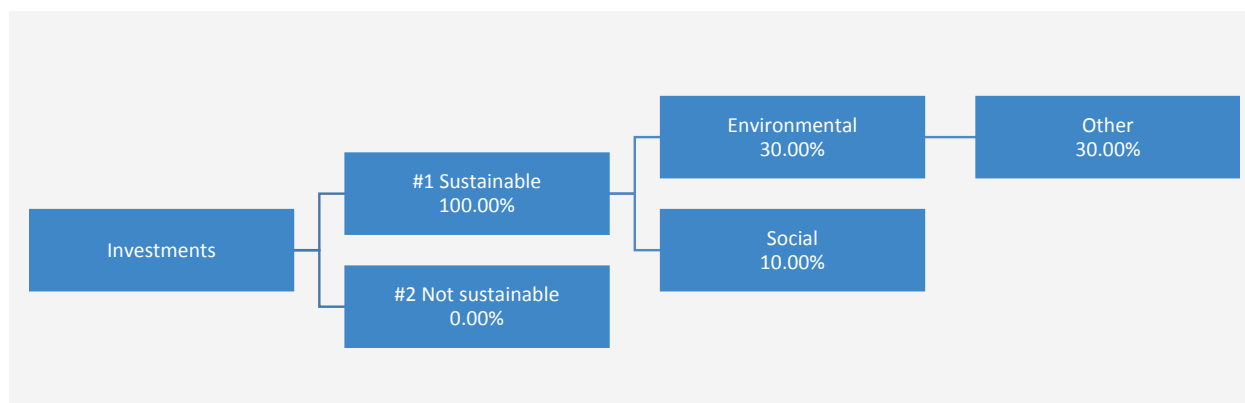 Investments
#1 Sustainable
100.00%
#2 Not sustainable
0.00%
Environmental
30.00%
Social
10.00%
Other
30.00%